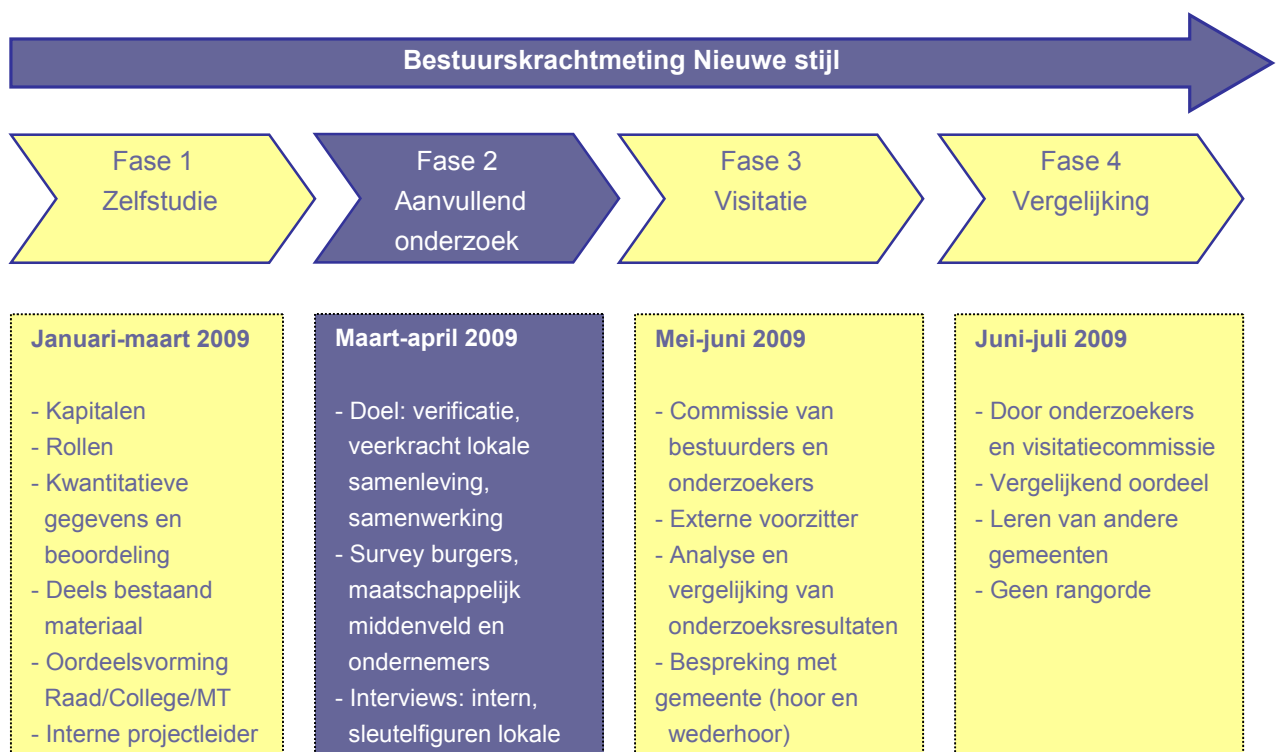 Bestuurskrachtmeting Nieuwe stijl
Fase 1
Zelfstudie
Fase 2
Aanvullend
onderzoek
Fase 3
Visitatie
Fase 4
Vergelijking
Januari-maart 2009
- Kapitalen
- Rollen
- Kwantitatieve
gegevens en
beoordeling
- Deels bestaand
materiaal
- Oordeelsvorming
Raad/College/MT
- Interne projectleider
Maart-april 2009
- Doel: verificatie,
veerkracht lokale
samenleving,
samenwerking
- Survey burgers,
maatschappelijk
middenveld en
ondernemers
- Interviews: intern,
sleutelfiguren lokale
Mei-juni 2009
- Commissie van
bestuurders en
onderzoekers
- Externe voorzitter
- Analyse en
vergelijking van
onderzoeksresultaten
- Bespreking met
gemeente (hoor en
wederhoor)
Juni-juli 2009
- Door onderzoekers
en visitatiecommissie
- Vergelijkend oordeel
- Leren van andere
gemeenten
- Geen rangorde